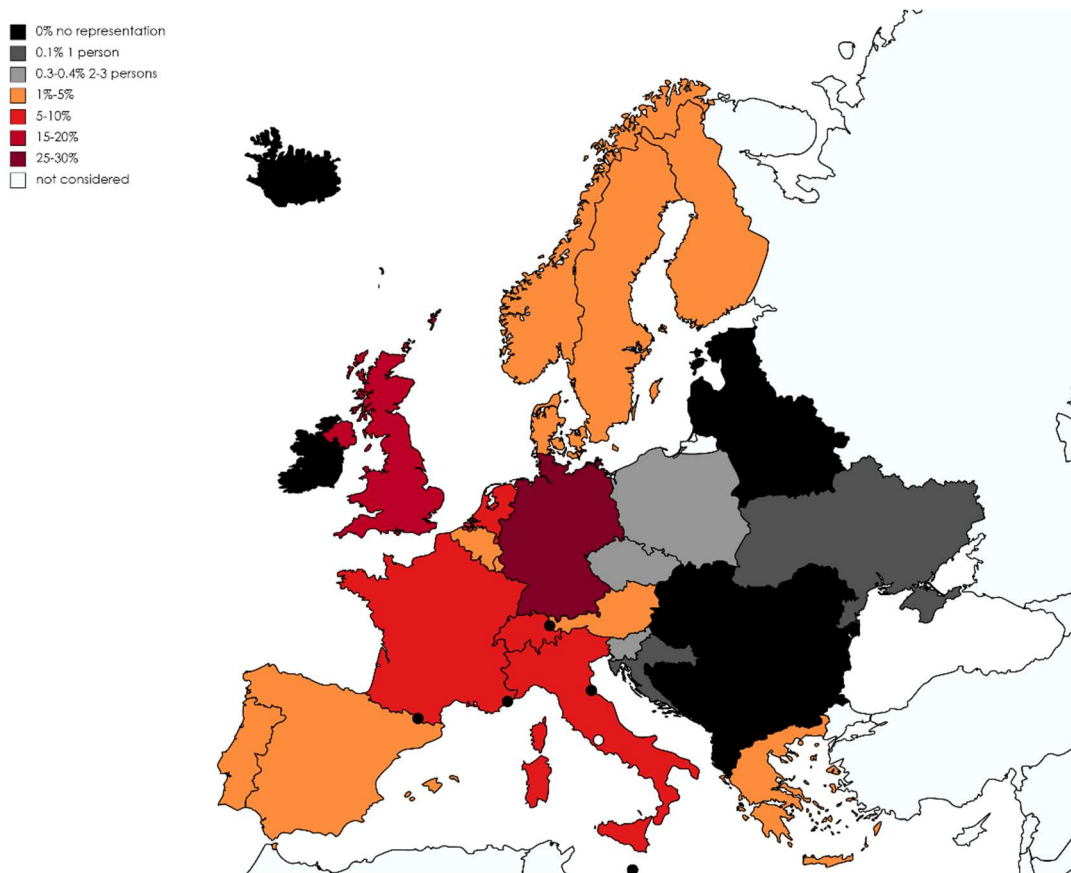 0% no representation
0.1% 1 person
0.3-0.4% 2-3 persons
1%-5%
5-10%
15-20%
25-30%
not considered